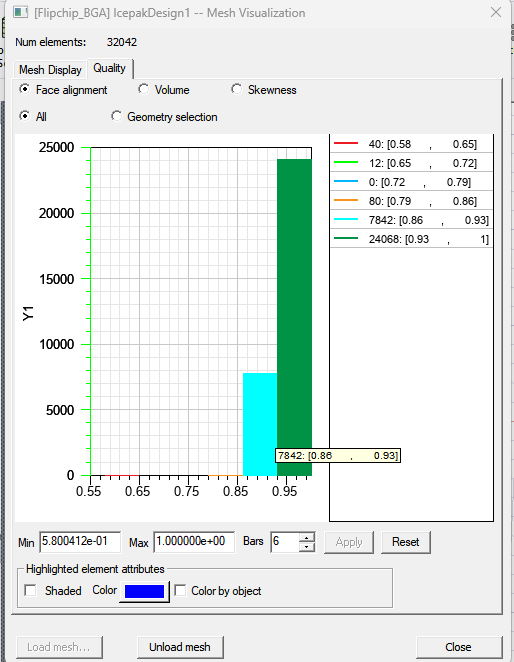 [Flipchip_BGA] IcepakDesign1 -- Mesh Visualization
Num elements: 32042
Mesh Display Quality
Face alignment Volume Skewness
All Geometry selection
25000
20000
15000
10000
5000
0
Y1
0.55 0.65 0.75 0.85 0.95
40: [0.58 , 0.65]
12: [0.65 , 0.72]
0: [0.72 , 0.79]
80: [0.79 , 0.86]
7842: [0.86 , 0.93]
24068: [0.93 , 1]
7842: [0.86 , 0.93]
Min 5.800412e-01 Max 1.000000e+00 Bars 6 Apply Reset
Highlighted element attributes
Shaded Color Color by object
Load mesh... Unload mesh Close